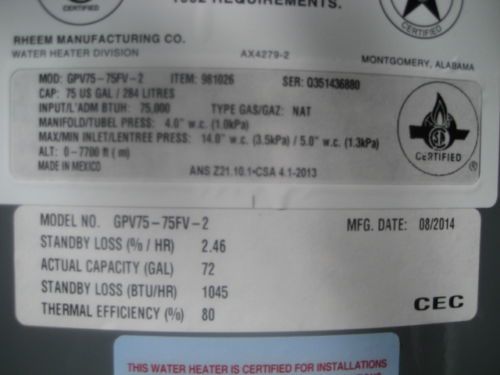 CERTIFIED
1992 REQUIREMENTS.
CERTIFIED
RHEEM MANUFACTURING CO.
WATER HEATER DIVISION AX4279-2 MONTGOMERY, ALABAMA
MOD: GPV75-75FV-2 ITEM: 981026 SER: Q351436880
CAP: 75 US GAL / 284 LITRES
INPUT/L'ADM BTUH: 75,000 TYPE GAS/GAZ: NAT
MANIFOLD/TUBEL PRESS: 4.0" w.c. (1.0kPa)
MAX/MIN INLET/LENTREE PRESS: 14.0" w.c. (3.5kPa) / 5.0" w.c. (1.3kPa)
ALT: 0-7700 ft ( m)
MADE IN MEXICO ANS Z21.10.1•CSA 4.1-2013
CERTIFIED
®
MODEL NO. GPV75-75FV-2 MFG. DATE: 08/2014
STANDBY LOSS (% / HR) 2.46
ACTUAL CAPACITY (GAL) 72
STANDBY LOSS (BTU/HR) 1045
THERMAL EFFICIENCY (%) 80
CEC
THIS WATER HEATER IS CERTIFIED FOR INSTALLATIONS